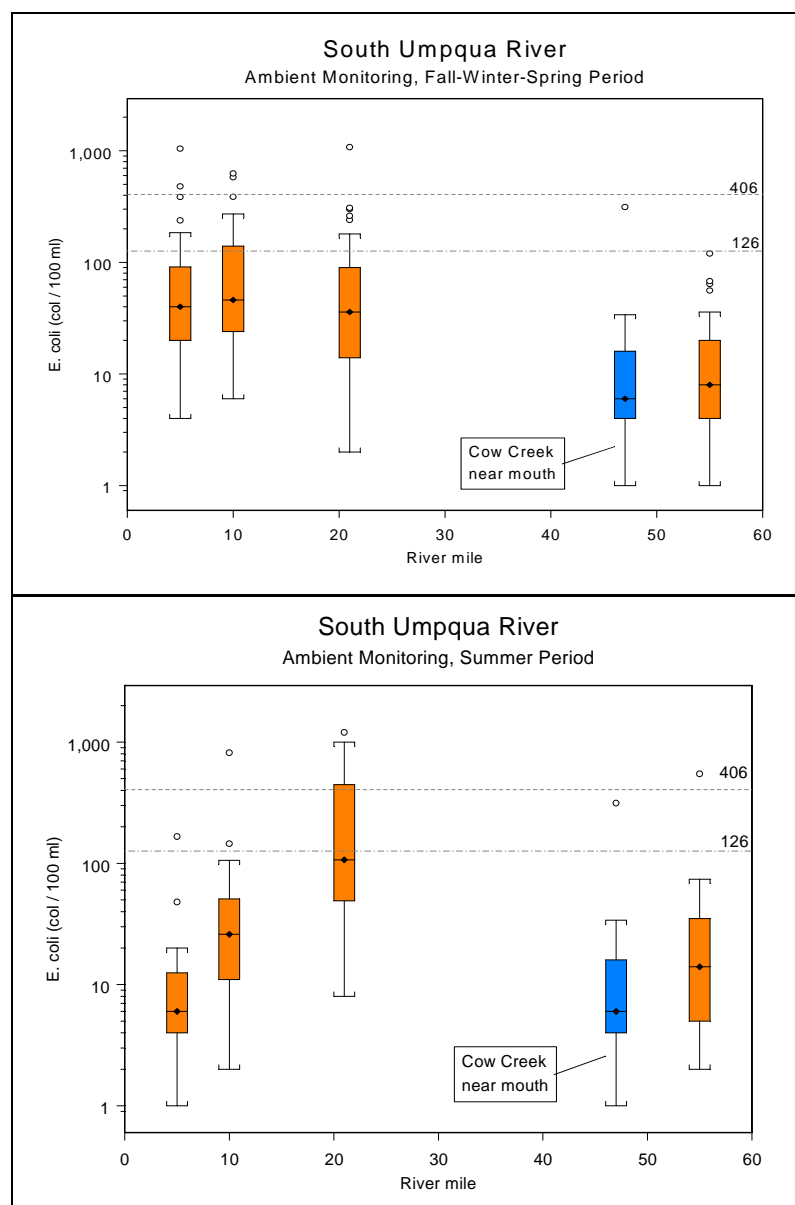 South Umpqua River
Ambient Monitoring, Fall-Winter-Spring Period
1,000
406
126
100
E. coli (col / 100 ml)
10
Cow Creek
near mouth
1
0 10 20 30 40 50 60
River mile
South Umpqua River
Ambient Monitoring, Summer Period
1,000
406
126
100
E. coli (col / 100 ml)
10
Cow Creek
near mouth
1
0 10 20 30 40 50 60
River mile